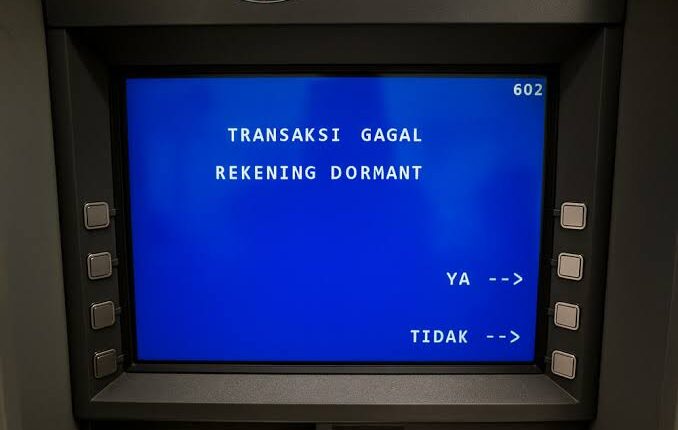 602
TRANSAKSI GAGAL
REKENING DORMANT
YA -->
TIDAK -->